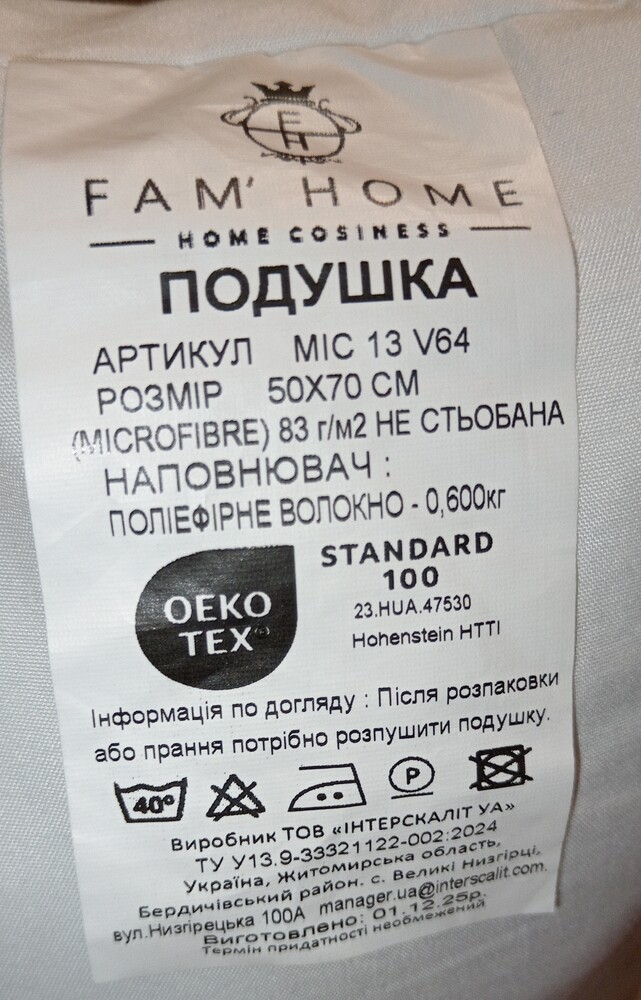 FH
FAM' HOME
HOME COSINESS
ПОДУШКА
АРТИКУЛ MIC 13 V64
РОЗМІР 50X70 СМ
(MICROFIBRE) 83 г/м2 НЕ СТЬОБАНА
НАПОВНЮВАЧ :
ПОЛІЕФІРНЕ ВОЛОКНО - 0,600кг
OEKO
TEX
STANDARD
100
23.HUA.47530
Hohenstein HTTI
Інформація по догляду : Після розпаковки
або прання потрібно розпушити подушку.
40° P
Виробник ТОВ «ІНТЕРСКАЛІТ УА»
ТУ У13.9-33321122-002:2024
Україна, Житомирська область,
Бердичівський район. с. Великі Низгірці,
вул.Низгірецька 100А manager.ua@interscalit.com.
Виготовлено: 01.12.25р.
Термін придатності необмежений